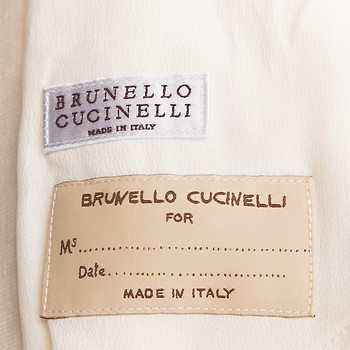 BRUNELLO
CUCINELLI
MADE IN ITALY
BRUNELLO CUCINELLI
FOR
Ms..............................
Date..............................
MADE IN ITALY